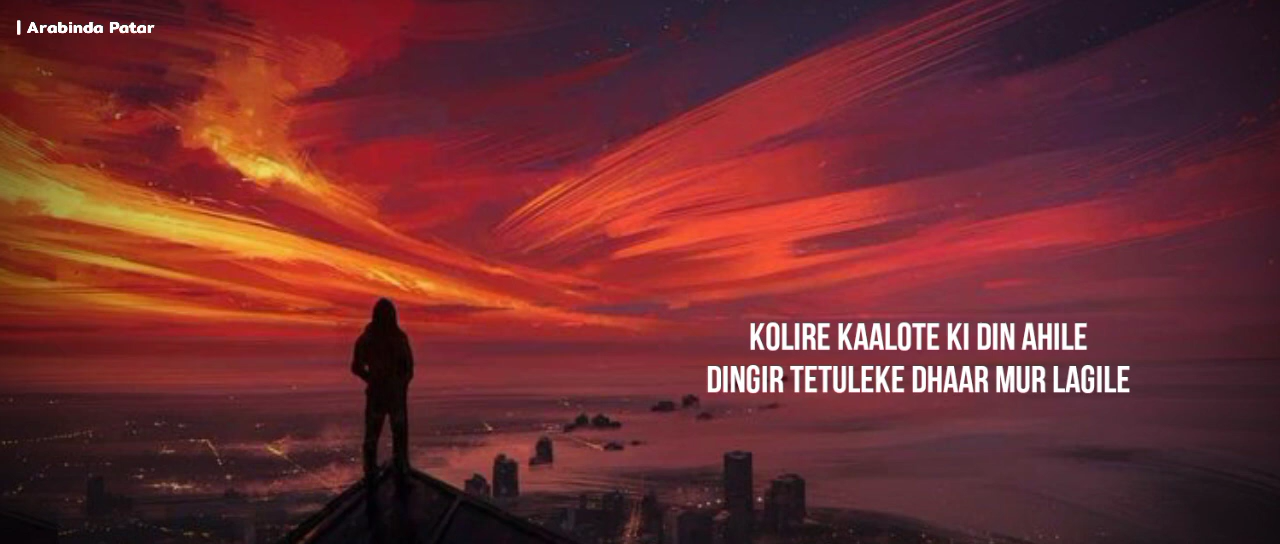 | Arabinda Patar
KOLIRE KAALOTE KI DIN AHILE
DINGIR TETULEKE DHAAR MUR LAGILE